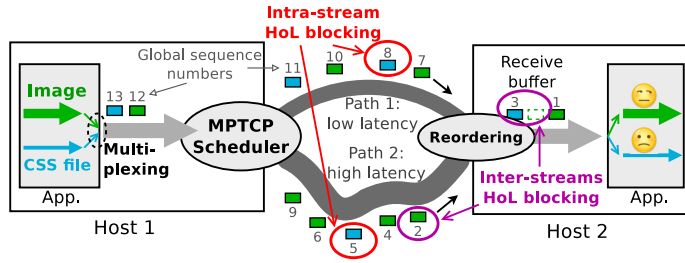 Intra-stream
HoL blocking
Global sequence
numbers
Image
CSS file
App.
Host 1
13 12
Multi-
plexing
MPTCP
Scheduler
11
10
8
7
Path 1:
low latency
Path 2:
high latency
9
6
5
4
2
Reordering
Receive
buffer
3
1
Inter-streams
HoL blocking
App.
Host 2